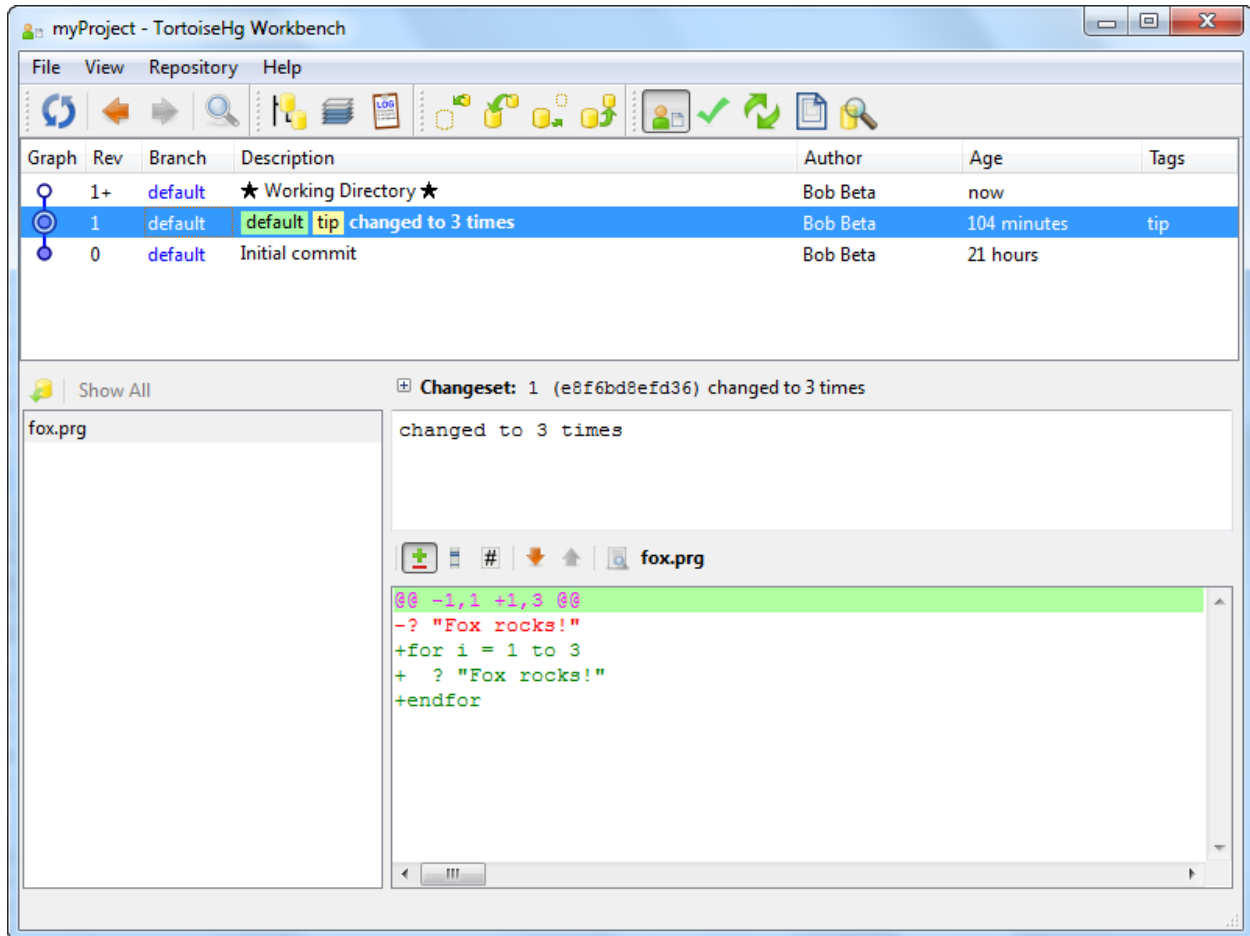 myProject - TortoiseHg Workbench
File View Repository Help
LOG
Graph Rev Branch Description Author Age Tags
1+ default ★ Working Directory ★ Bob Beta now
1 default default tip changed to 3 times Bob Beta 104 minutes tip
0 default Initial commit Bob Beta 21 hours
Show All
Changeset: 1 (e8f6bd8efd36) changed to 3 times
fox.prg
changed to 3 times
# fox.prg
@@ -1,1 +1,3 @@
-? "Fox rocks!"
+for i = 1 to 3
+  ? "Fox rocks!"
+endfor